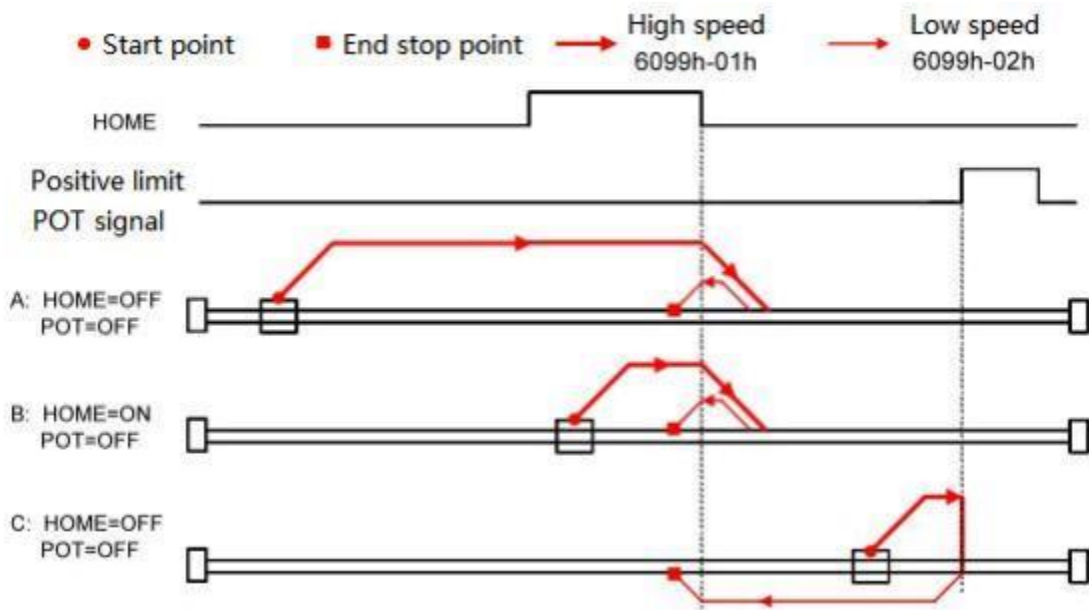 Start point
End stop point
High speed
6099h-01h
Low speed
6099h-02h
HOME
Positive limit
POT signal
A: HOME=OFF
POT=OFF
B: HOME=ON
POT=OFF
C: HOME=OFF
POT=OFF